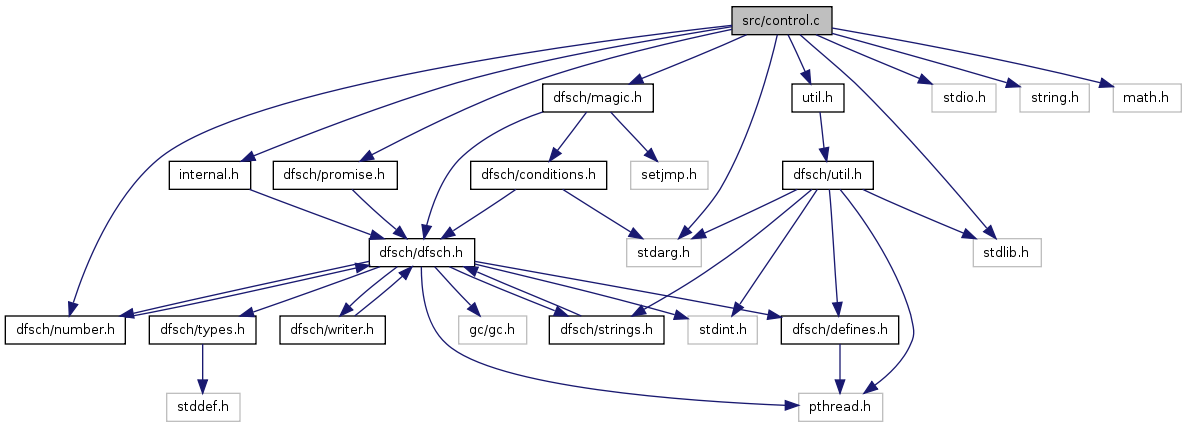 src/control.c
dfsch/magic.h
util.h
stdio.h
string.h
math.h
internal.h
dfsch/promise.h
dfsch/conditions.h
setjmp.h
dfsch/util.h
dfsch/dfsch.h
stdarg.h
stdlib.h
dfsch/number.h
dfsch/types.h
dfsch/writer.h
gc/gc.h
dfsch/strings.h
stdint.h
dfsch/defines.h
stddef.h
pthread.h